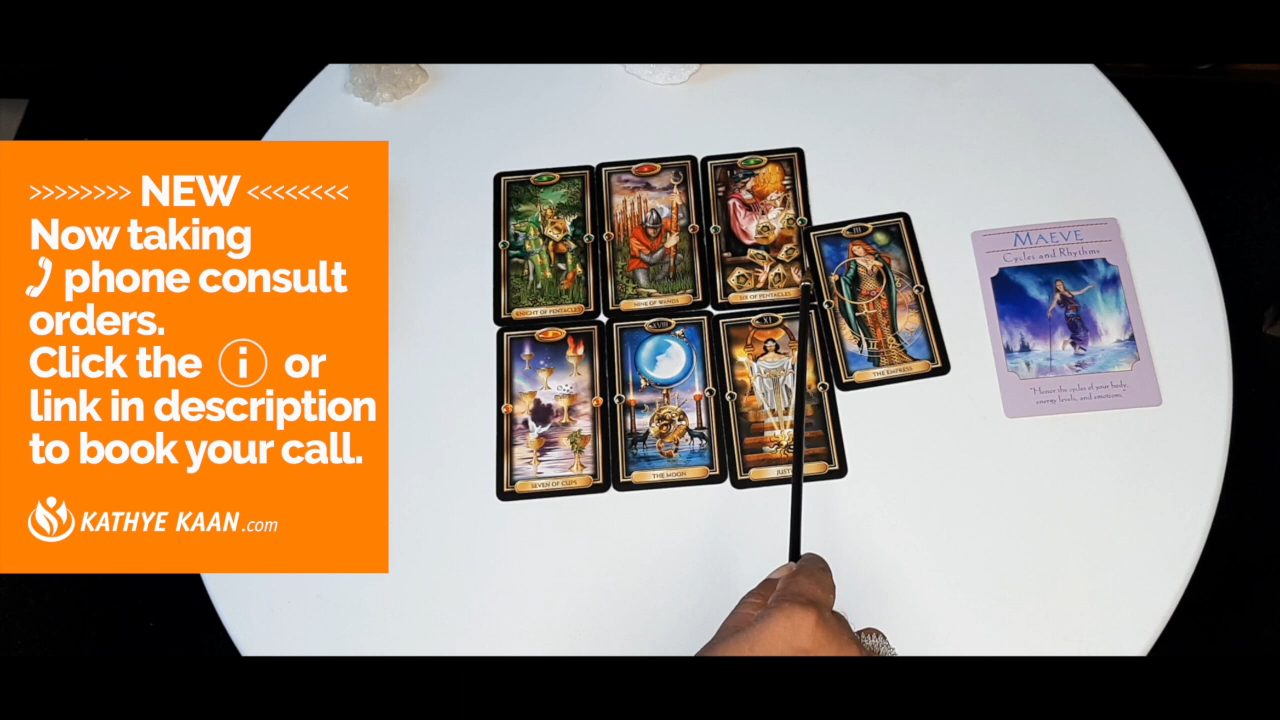 >>>>>>>> NEW <<<<<<<<
Now taking
phone consult
orders.
Click the i or
link in description
to book your call.
KATHYE KAAN.com
KNIGHT OF PENTACLES
NINE OF WANDS
SIX OF PENTACLES
III
THE EMPRESS
SEVEN OF CUPS
XVIII
THE MOON
XI
JUST
MAEVE
Cycles and Rhythms
"Honor the cycles of your body,
energy levels, and emotions.